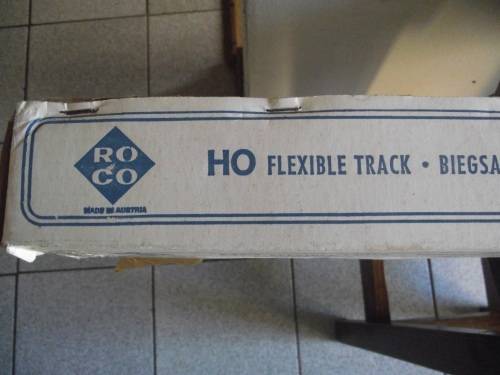 RO
CO
MADE IN AUSTRIA
HO FLEXIBLE TRACK • BIEGSA